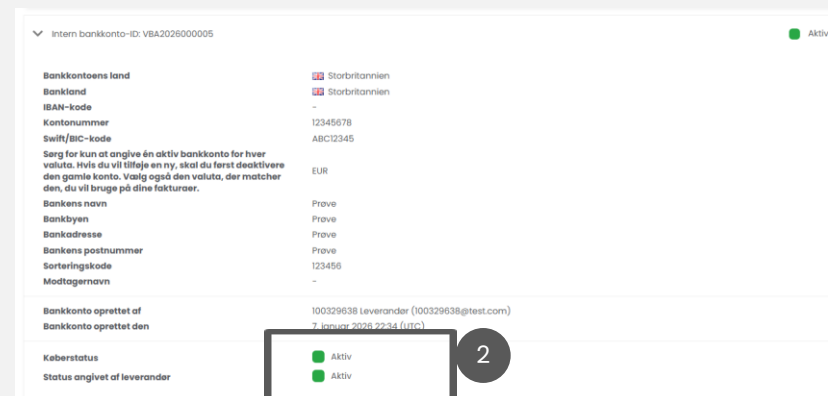 Intern bankkonto-ID: VBA2026000005 Aktiv
Bankkontoens land Storbritannien
Bankland Storbritannien
IBAN-kode -
Kontonummer 12345678
Swift/BIC-kode ABC12345
Sørg for kun at angive én aktiv bankkonto for hver
valuta. Hvis du vil tilføje en ny, skal du først deaktivere
den gamle konto. Vælg også den valuta, der matcher
den, du vil bruge på dine fakturaer.
EUR
Bankens navn Prøve
Bankbyen Prøve
Bankadresse Prøve
Bankens postnummer Prøve
Sorteringskode 123456
Modtagernavn -
Bankkonto oprettet af 100329638 Leverandør (100329638@test.com)
Bankkonto oprettet den 7. januar 2026 22:34 (UTC)
Køberstatus Aktiv
Status angivet af leverandør Aktiv
2